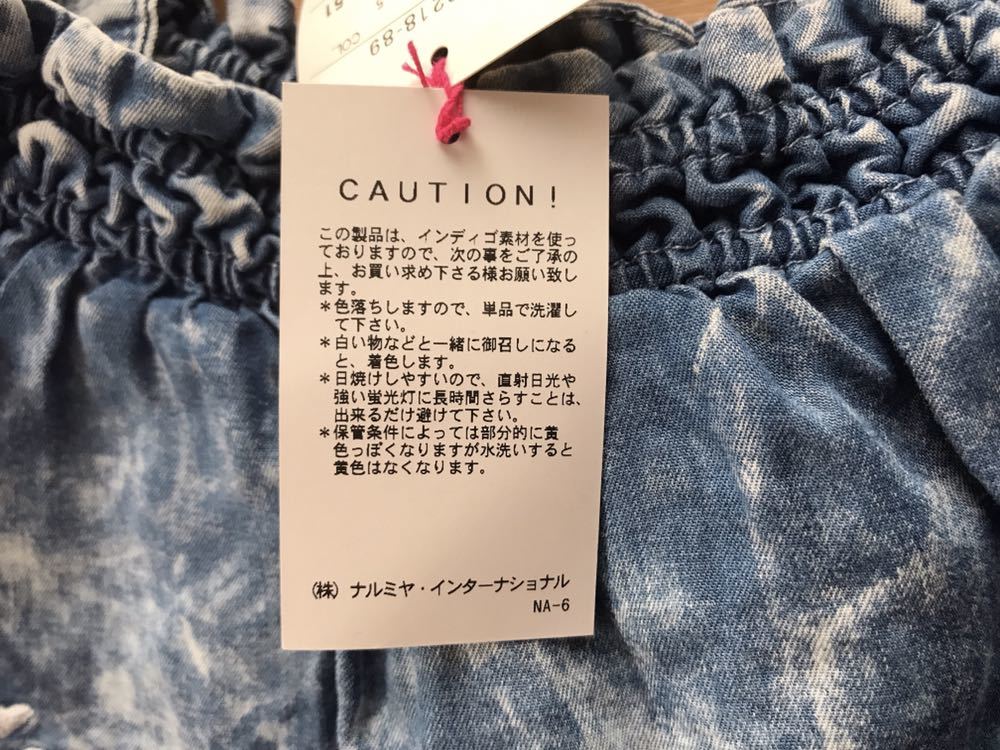 218-89
COL
5
61
CAUTION!
この製品は、インディゴ素材を使っ
ておりますので、次の事をご了承の
上、お買い求め下さる様お願い致し
ます。
*色落ちしますので、単品で洗濯し
て下さい。
*白い物などと一緒に御召しになる
と、着色します。
*日焼けしやすいので、直射日光や
強い蛍光灯に長時間さらすことは、
出来るだけ避けて下さい。
*保管条件によっては部分的に黄
色っぽくなりますが水洗いすると
黄色はなくなります。
(株) ナルミヤ・インターナショナル
NA-6